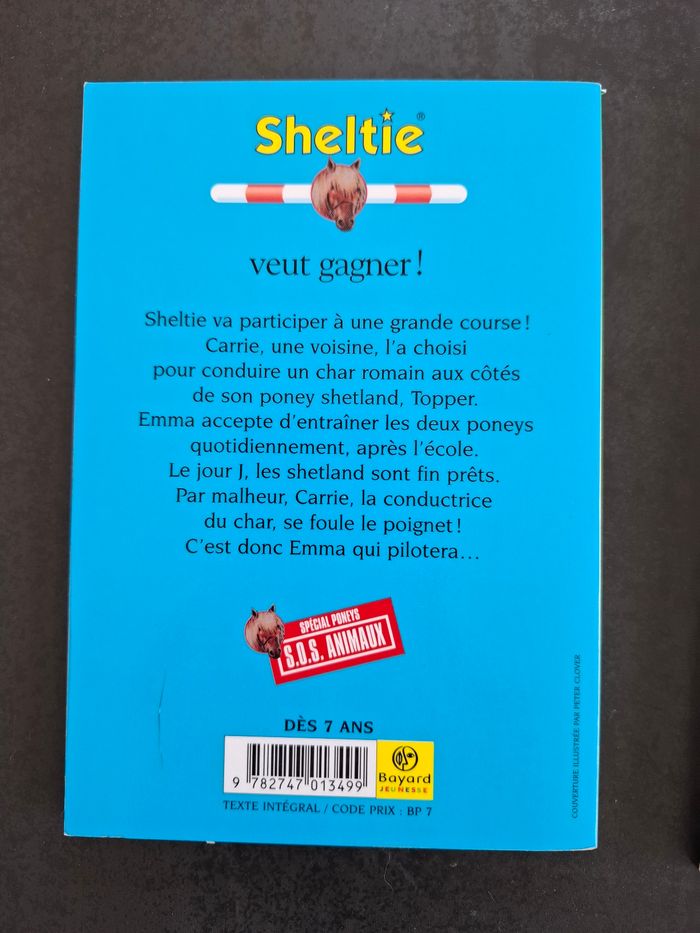 Sheltie®
veut gagner !
Sheltie va participer à une grande course !
Carrie, une voisine, l'a choisi
pour conduire un char romain aux côtés
de son poney shetland, Topper.
Emma accepte d'entraîner les deux poneys
quotidiennement, après l'école.
Le jour J, les shetland sont fin prêts.
Par malheur, Carrie, la conductrice
du char, se foule le poignet !
C'est donc Emma qui pilotera...
SPÉCIAL PONEYS
S.O.S. ANIMAUX
DÈS 7 ANS
9 782747 013499
Bayard
JEUNESSE
TEXTE INTÉGRAL / CODE PRIX : BP 7
COUVERTURE ILLUSTRÉE PAR PETER CLOVER